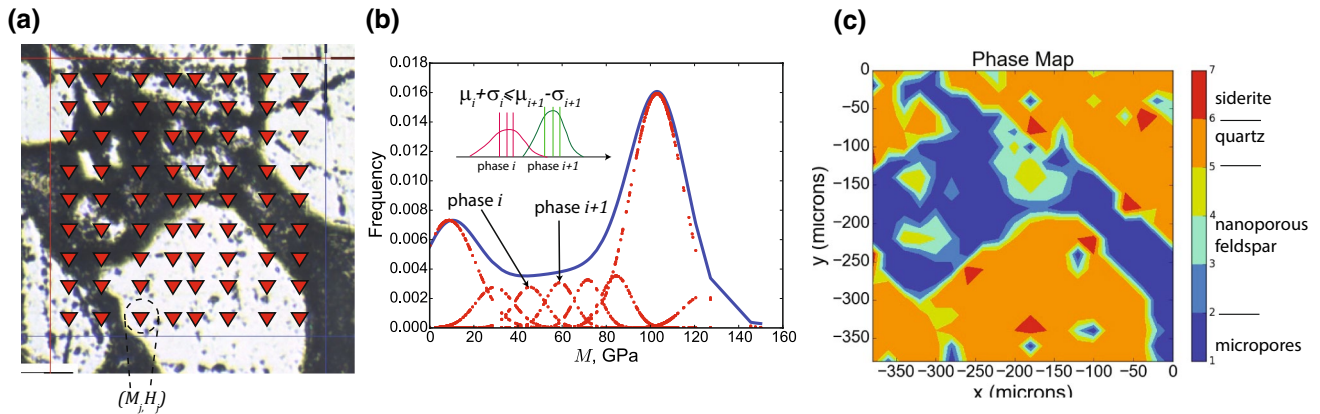 (a)
(M_j, H_j)
(b)
Frequency
0.018
0.016
0.014
0.012
0.010
0.008
0.006
0.004
0.002
0.000
μ_i+σ_i⩽μ_{i+1}-σ_{i+1}
phase i phase i+1
phase i
phase i+1
0 20 40 60 80 100 120 140 160
M, GPa
(c)
Phase Map
y (microns)
0
−50
−100
−150
−200
−250
−300
−350
−350 −300 −250 −200 −150 −100 −50 0
x (microns)
7
siderite
6
quartz
5
4
nanoporous
feldspar
3
2
micropores
1